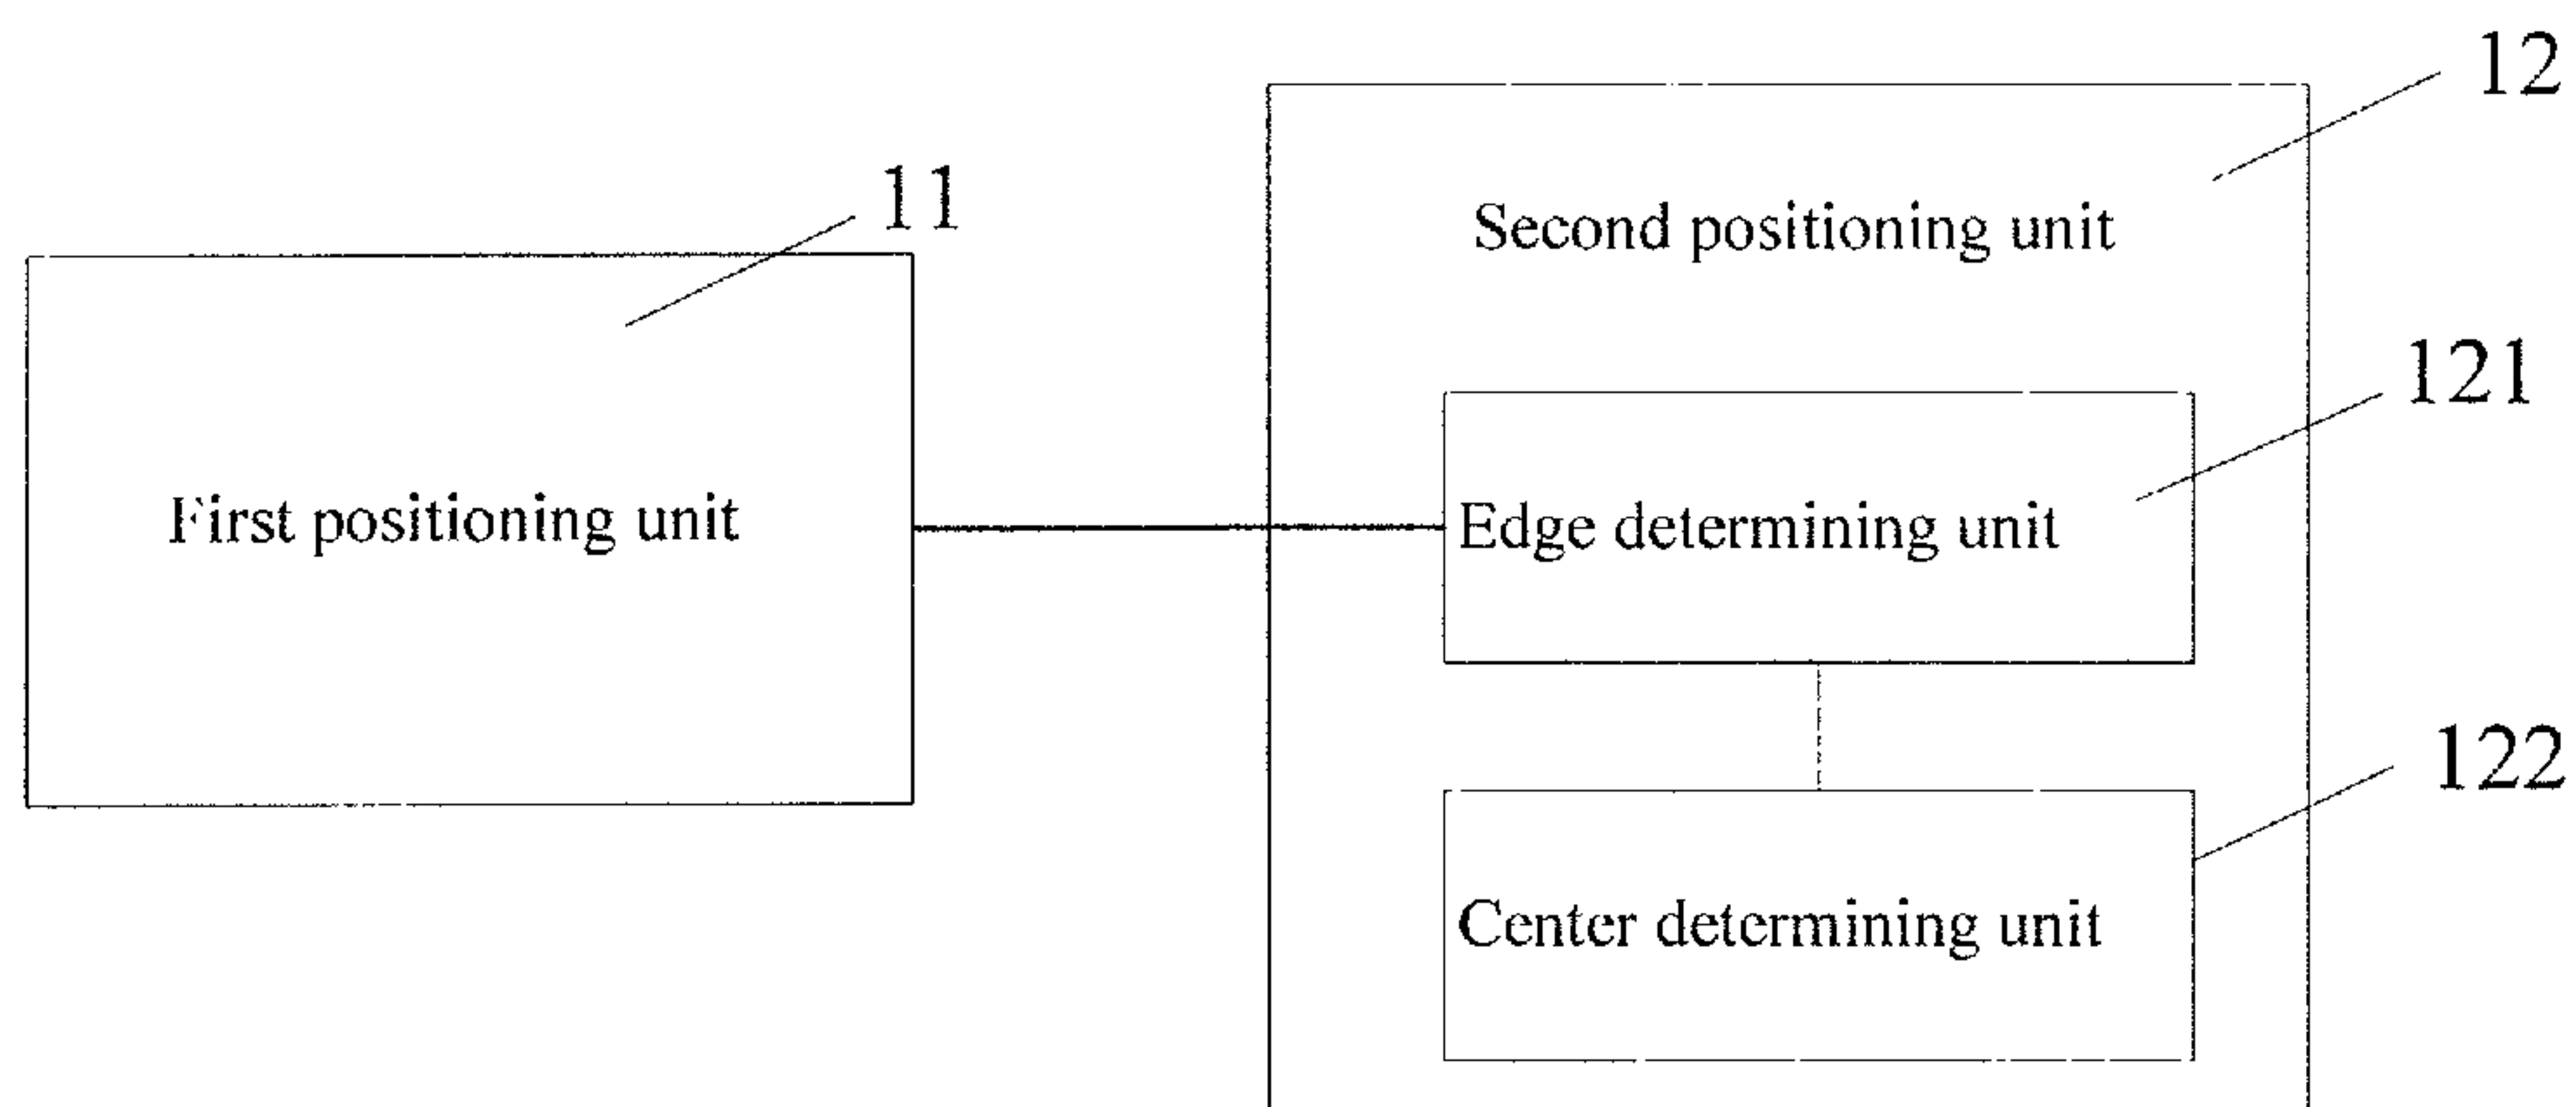 12
11
Second positioning unit
121
First positioning unit
Edge determining unit
122
Center determining unit